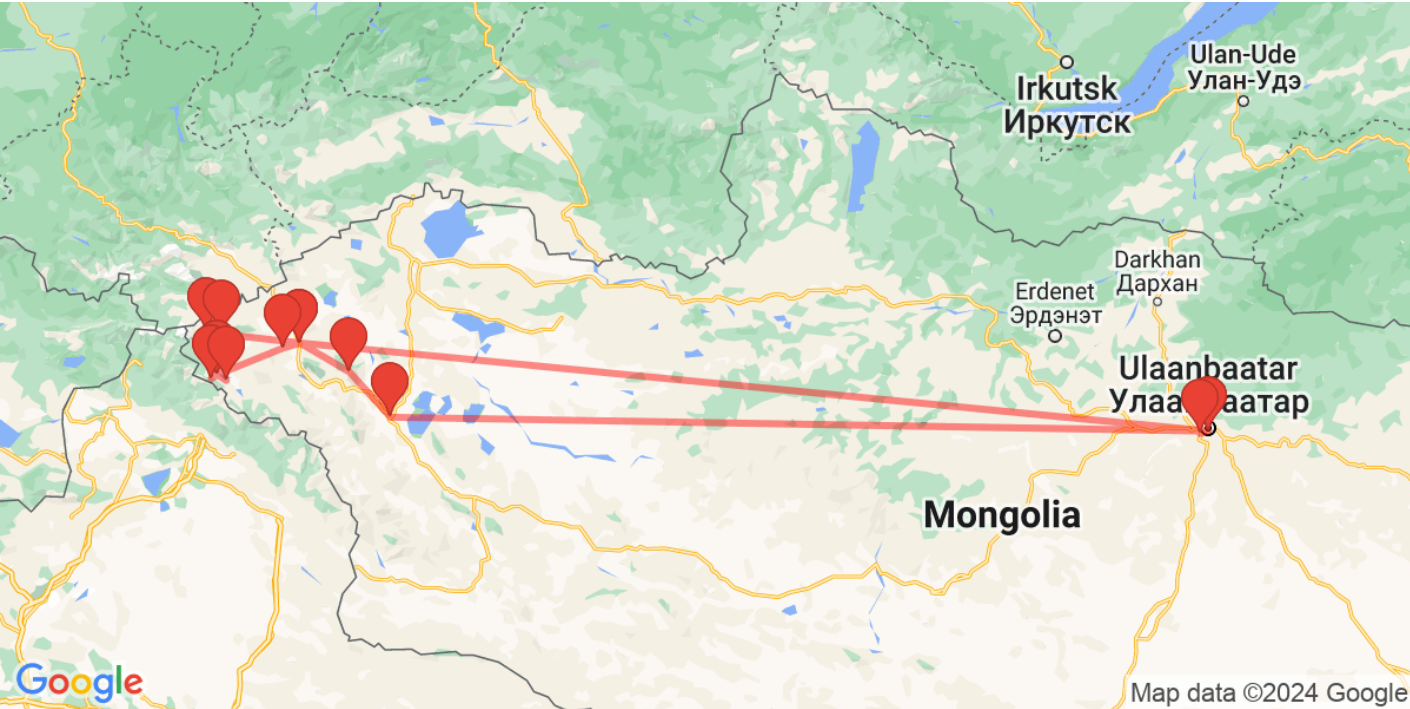 Ulan-Ude
Улан-Удэ
Irkutsk
Иркутск
Darkhan
Дархан
Erdenet
Эрдэнэт
Ulaanbaatar
Mongolia
Google
Map data ©2024 Google